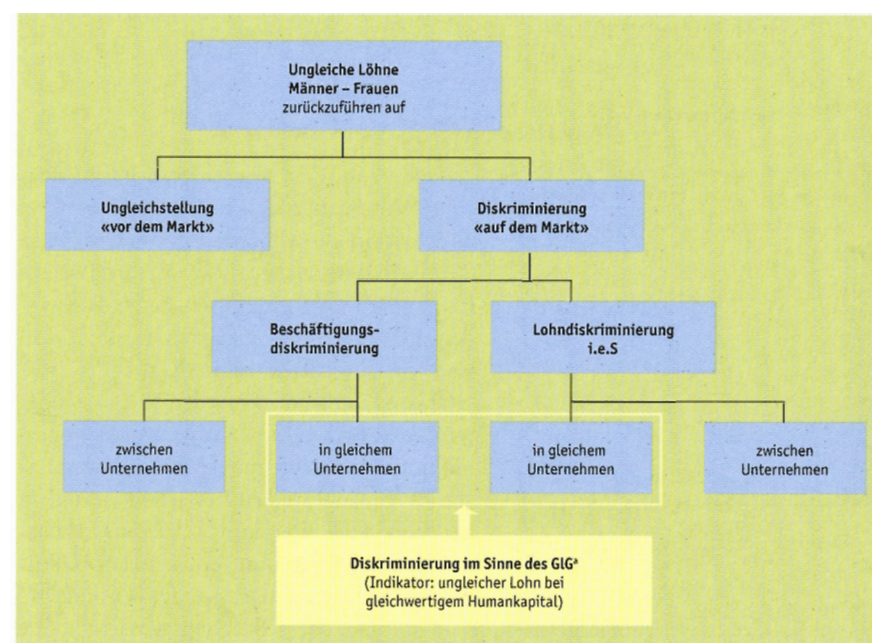 Ungleiche Löhne
Männer – Frauen
zurückzuführen auf
Ungleichstellung
«vor dem Markt»
Diskriminierung
«auf dem Markt»
Beschäftigungs-
diskriminierung
Lohndiskriminierung
i.e.S
zwischen
Unternehmen
in gleichem
Unternehmen
in gleichem
Unternehmen
zwischen
Unternehmen
Diskriminierung im Sinne des GlGª
(Indikator: ungleicher Lohn bei
gleichwertigem Humankapital)